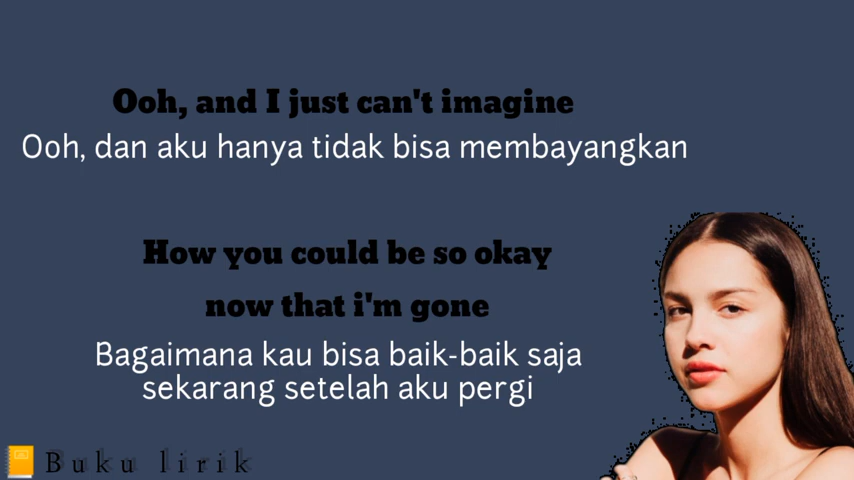 Ooh, and I just can't imagine
Ooh, dan aku hanya tidak bisa membayangkan
How you could be so okay
now that i'm gone
Bagaimana kau bisa baik-baik saja
sekarang setelah aku pergi
Buku lirik